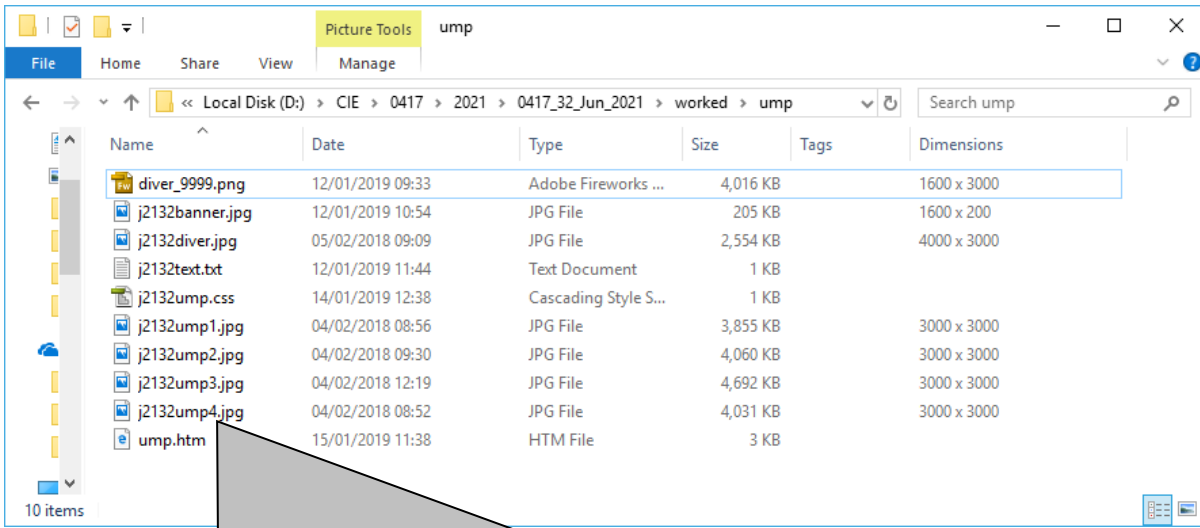 Picture Tools ump
File Home Share View Manage
« Local Disk (D:) > CIE > 0417 > 2021 > 0417_32_Jun_2021 > worked > ump Search ump
Name Date Type Size Tags Dimensions
diver_9999.png 12/01/2019 09:33 Adobe Fireworks ... 4,016 KB 1600 x 3000
j2132banner.jpg 12/01/2019 10:54 JPG File 205 KB 1600 x 200
j2132diver.jpg 05/02/2018 09:09 JPG File 2,554 KB 4000 x 3000
j2132text.txt 12/01/2019 11:44 Text Document 1 KB
j2132ump.css 14/01/2019 12:38 Cascading Style S... 1 KB
j2132ump1.jpg 04/02/2018 08:56 JPG File 3,855 KB 3000 x 3000
j2132ump2.jpg 04/02/2018 09:30 JPG File 4,060 KB 3000 x 3000
j2132ump3.jpg 04/02/2018 12:19 JPG File 4,692 KB 3000 x 3000
j2132ump4.jpg 04/02/2018 08:52 JPG File 4,031 KB 3000 x 3000
ump.htm 15/01/2019 11:38 HTM File 3 KB
10 items